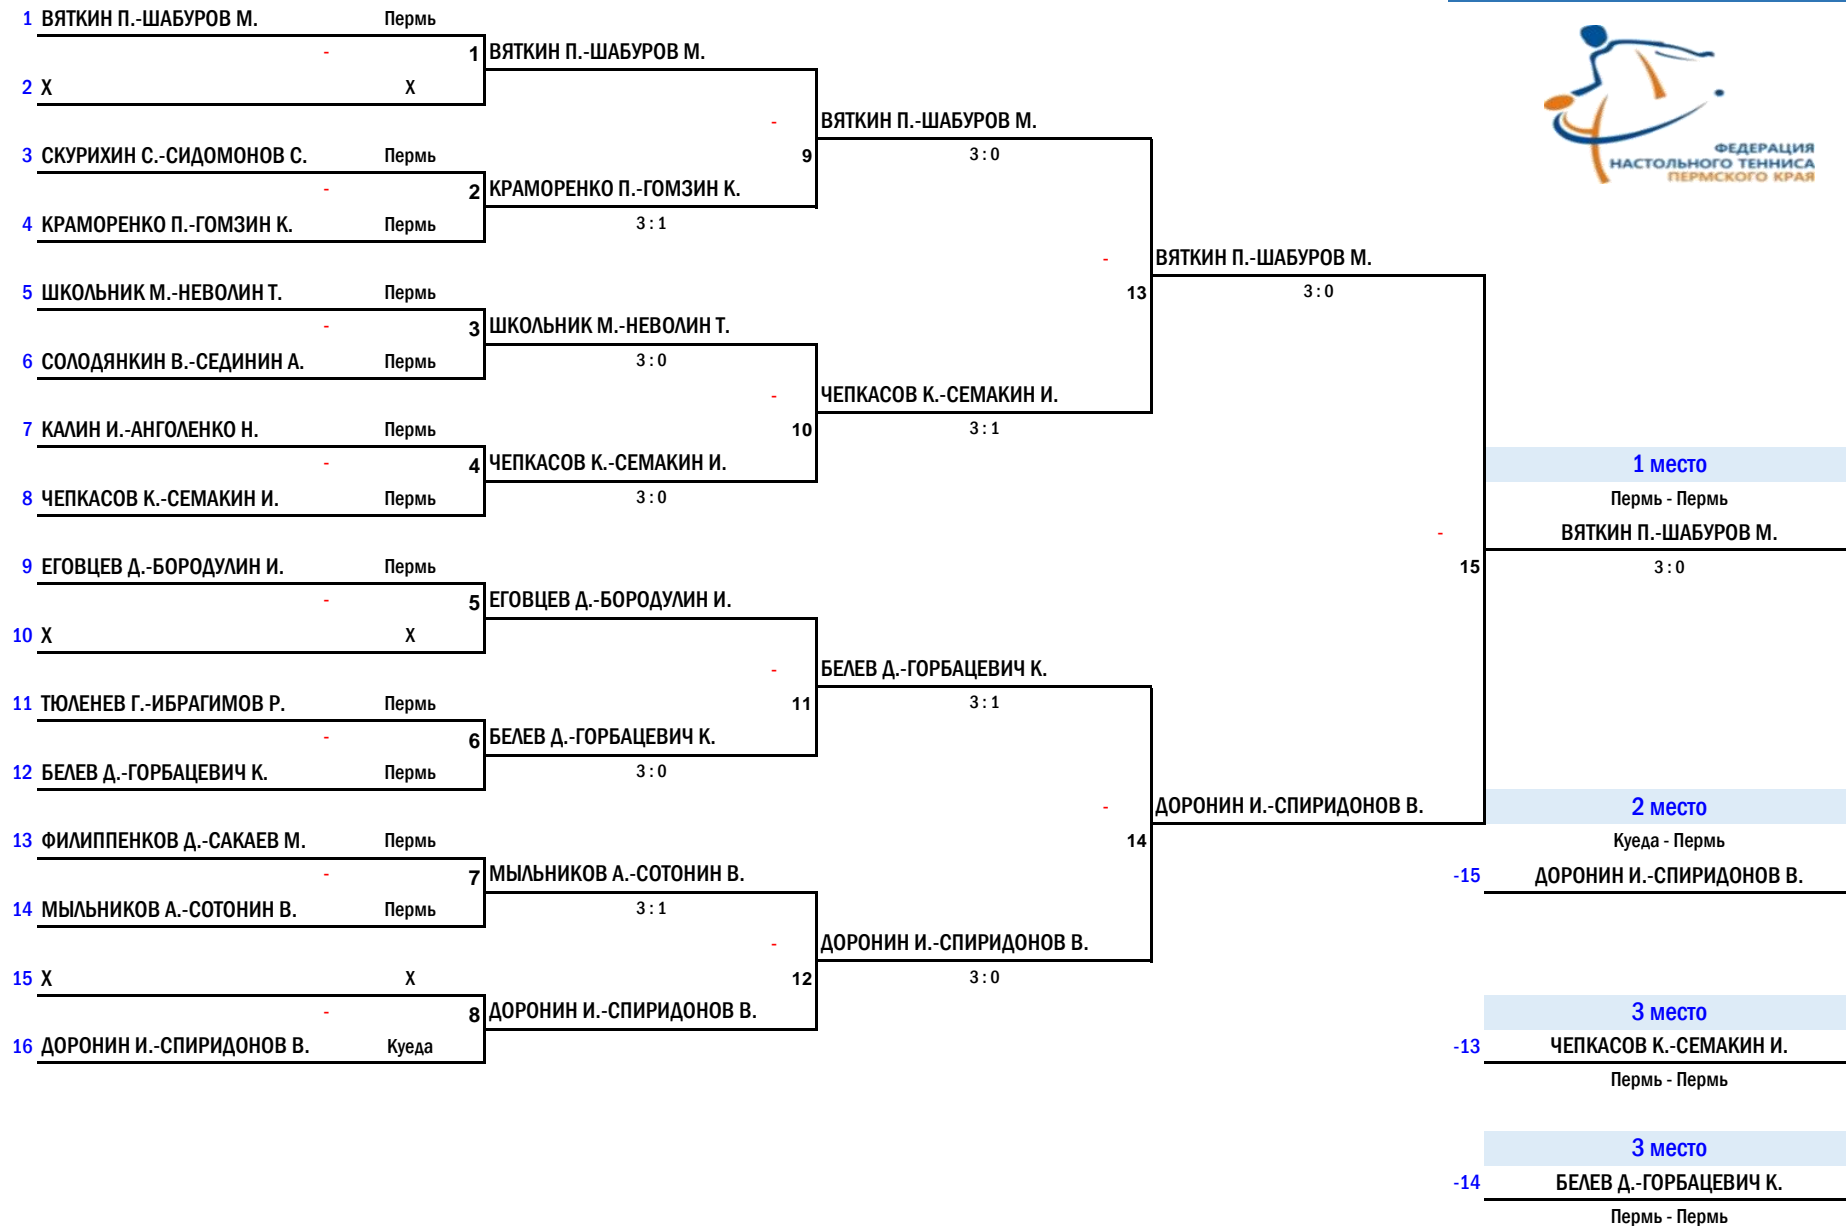 1 ВЯТКИН П.-ШАБУРОВ М. Пермь
- 1 ВЯТКИН П.-ШАБУРОВ М.
2 X X
- ВЯТКИН П.-ШАБУРОВ М.
3 СКУРИХИН С.-СИДОМОНОВ С. Пермь 9 3 : 0
- 2 КРАМОРЕНКО П.-ГОМЗИН К.
4 КРАМОРЕНКО П.-ГОМЗИН К. Пермь 3 : 1
ФЕДЕРАЦИЯ
НАСТОЛЬНОГО ТЕННИСА
ПЕРМСКОГО КРАЯ
- ВЯТКИН П.-ШАБУРОВ М.
5 ШКОЛЬНИК М.-НЕВОЛИН Т. Пермь 13 3 : 0
- 3 ШКОЛЬНИК М.-НЕВОЛИН Т.
6 СОЛОДЯНКИН В.-СЕДИНИН А. Пермь 3 : 0
- ЧЕПКАСОВ К.-СЕМАКИН И.
7 КАЛИН И.-АНГОЛЕНКО Н. Пермь 10 3 : 1
- 4 ЧЕПКАСОВ К.-СЕМАКИН И. 1 место
8 ЧЕПКАСОВ К.-СЕМАКИН И. Пермь 3 : 0 Пермь - Пермь
- ВЯТКИН П.-ШАБУРОВ М.
9 ЕГОВЦЕВ Д.-БОРОДУЛИН И. Пермь 15 3 : 0
- 5 ЕГОВЦЕВ Д.-БОРОДУЛИН И.
10 X X
- БЕЛЕВ Д.-ГОРБАЦЕВИЧ К.
11 ТЮЛЕНЕВ Г.-ИБРАГИМОВ Р. Пермь 11 3 : 1
- 6 БЕЛЕВ Д.-ГОРБАЦЕВИЧ К.
12 БЕЛЕВ Д.-ГОРБАЦЕВИЧ К. Пермь 3 : 0
- ДОРОНИН И.-СПИРИДОНОВ В. 2 место
13 ФИЛИППЕНКОВ Д.-САКАЕВ М. Пермь 14 Куеда - Пермь
- 7 МЫЛЬНИКОВ А.-СОТОНИН В. -15 ДОРОНИН И.-СПИРИДОНОВ В.
14 МЫЛЬНИКОВ А.-СОТОНИН В. Пермь 3 : 1
- ДОРОНИН И.-СПИРИДОНОВ В.
15 X X 12 3 : 0
- 8 ДОРОНИН И.-СПИРИДОНОВ В. 3 место
16 ДОРОНИН И.-СПИРИДОНОВ В. Куеда -13 ЧЕПКАСОВ К.-СЕМАКИН И.
Пермь - Пермь
3 место
-14 БЕЛЕВ Д.-ГОРБАЦЕВИЧ К.
Пермь - Пермь